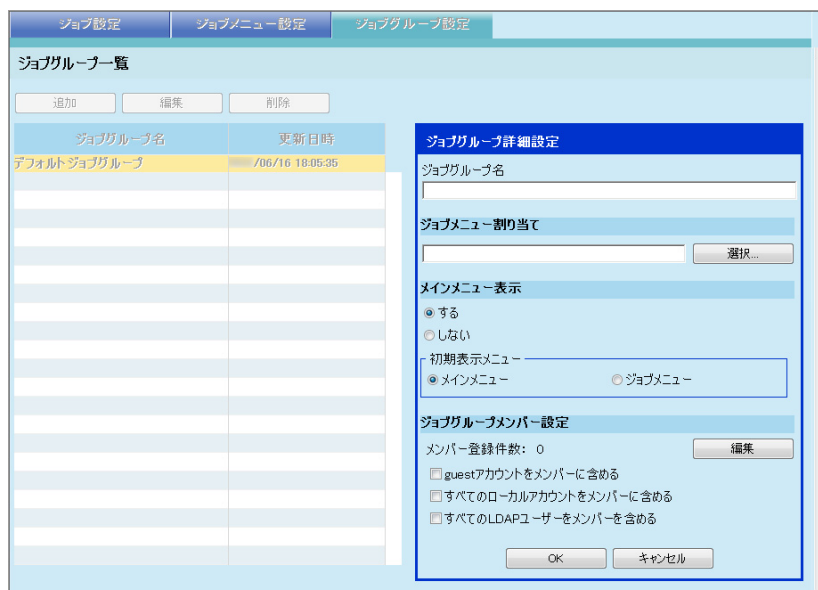 ジョブ設定 ジョブメニュー設定 ジョブグループ設定
ジョブグループ一覧
追加 編集 削除
ジョブグループ名 更新日時
デフォルトジョブグループ /06/16 18:05:35
ジョブグループ詳細設定
ジョブグループ名
ジョブメニュー割り当て
選択...
メインメニュー表示
する
しない
初期表示メニュー
メインメニュー ジョブメニュー
ジョブグループメンバー設定
メンバー登録件数: 0 編集
guestアカウントをメンバーに含める
すべてのローカルアカウントをメンバーに含める
すべてのLDAPユーザーをメンバーを含める
OK キャンセル